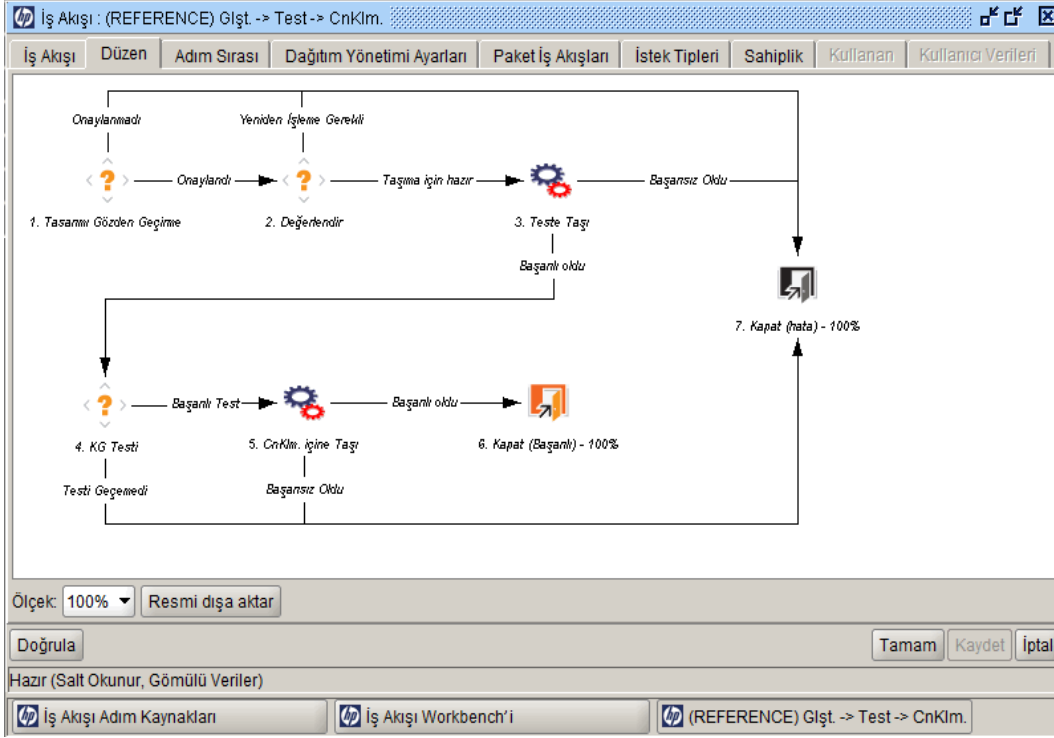 İş Akışı : (REFERENCE) Glşt. -> Test -> CnKlm.
İş Akışı Düzen Adım Sırası Dağıtım Yönetimi Ayarları Paket İş Akışları İstek Tipleri Sahiplik Kullanan Kullanıcı Verileri
Onaylanmadı Yeniden İşleme Gerekli
Onaylandı Taşıma için hazır Başarısız Oldu
1. Tasarımı Gözden Geçirme 2. Değerlendir 3. Teste Taşı
Başarılı oldu
7. Kapat (hata) - 100%
Başarılı Test Başarılı oldu
4. KG Testi 5. CnKlm. içine Taşı 6. Kapat (Başarılı) - 100%
Testi Geçemedi Başarısız Oldu
Ölçek: 100% Resmi dışa aktar
Doğrula Tamam Kaydet İptal
Hazır (Salt Okunur, Gömülü Veriler)
hp İş Akışı Adım Kaynakları hp İş Akışı Workbench'i hp (REFERENCE) Glşt. -> Test -> CnKlm.